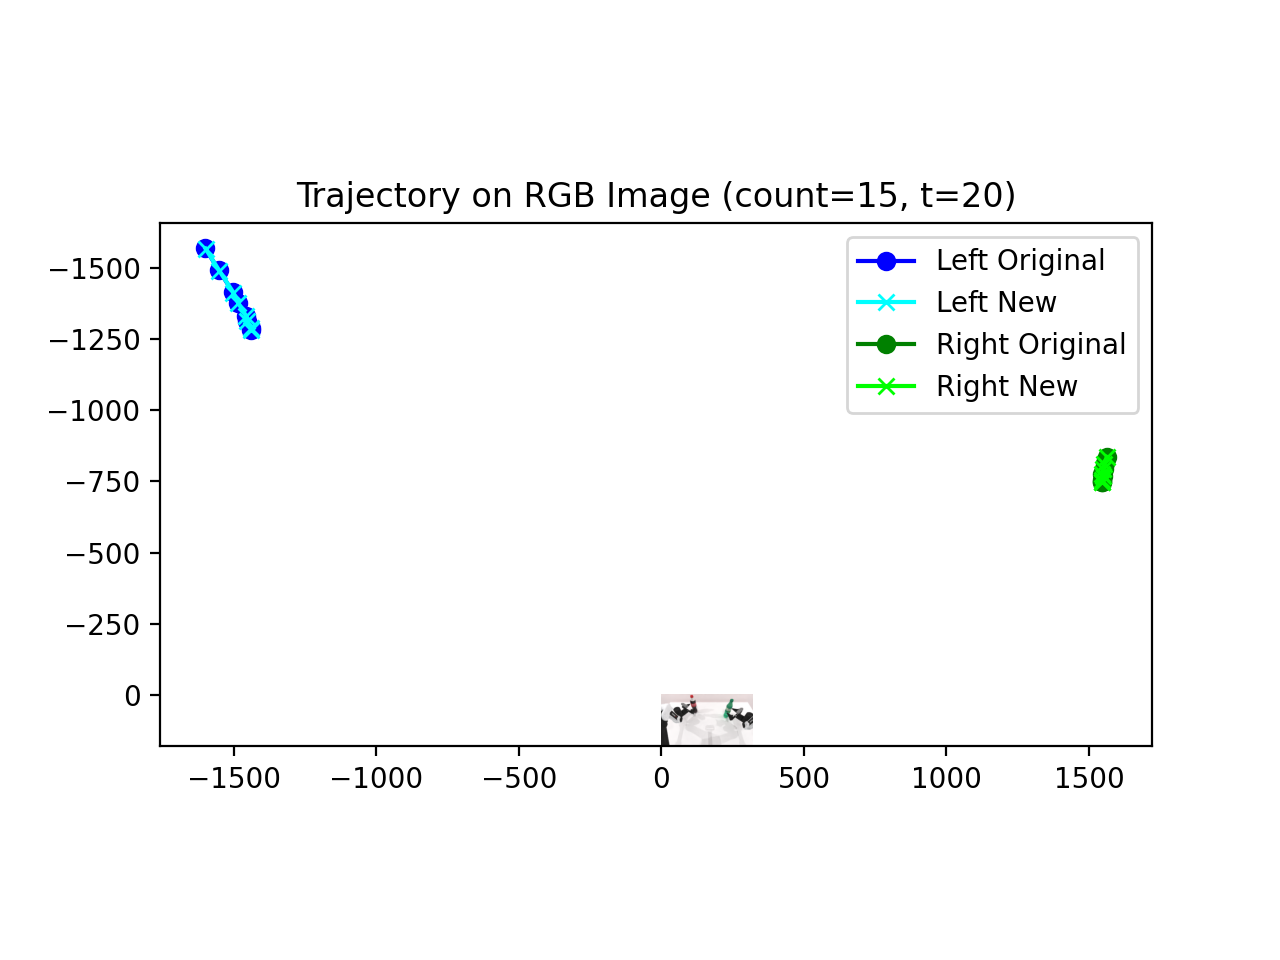 Trajectory on RGB Image (count=15, t=20)
−1500
−1250
−1000
−750
−500
−250
0
Left Original
Left New
Right Original
Right New
−1500 −1000 −500 0 500 1000 1500